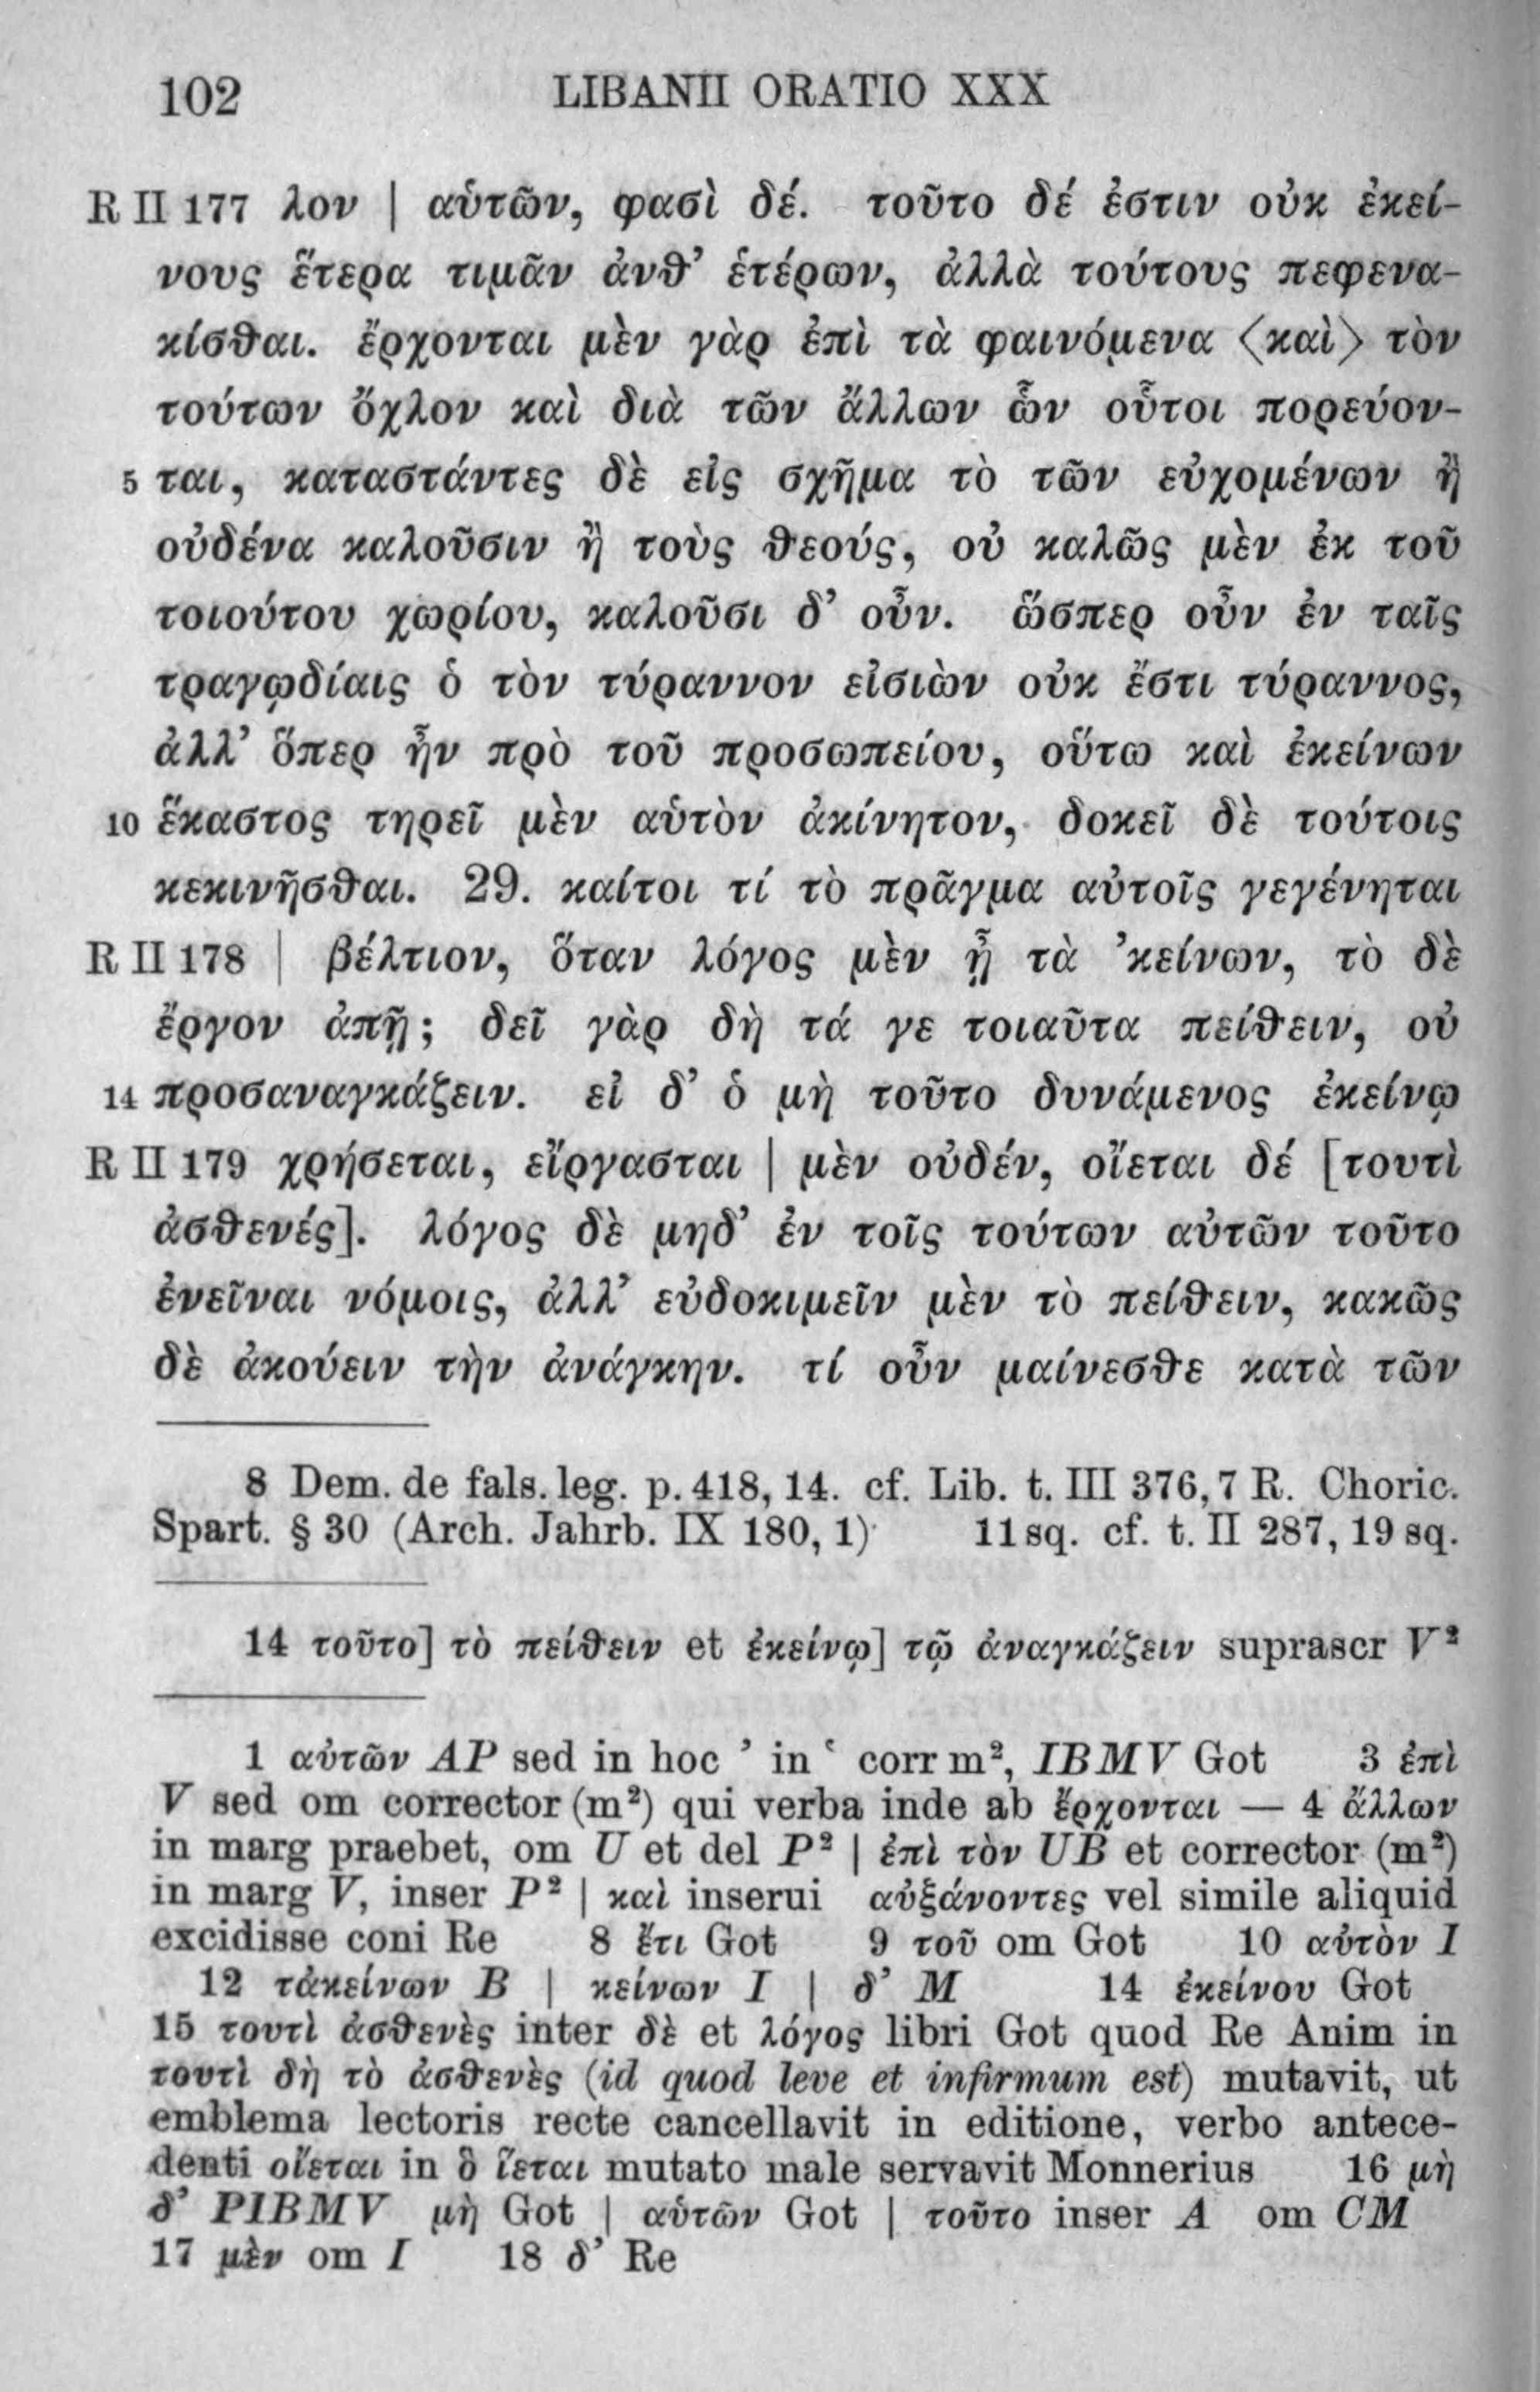 102 LIBANII ORATIO XXX
R II 177 λον | αὑτῶν, φασὶ δέ. τοῦτο δέ ἐστιν οὐκ ἐκεί-
νους ἕτερα τιμᾶν ἀνθ’ ἑτέρων, ἀλλὰ τούτους πεφενα-
κίσθαι. ἔρχονται μὲν γὰρ ἐπὶ τὰ φαινόμενα ⟨καὶ⟩ τὸν
τούτων ὄχλον καὶ διὰ τῶν ἄλλων ὧν οὗτοι πορεύον-
5 ται, καταστάντες δὲ εἰς σχῆμα τὸ τῶν εὐχομένων ἢ
οὐδένα καλοῦσιν ἢ τοὺς θεούς, οὐ καλῶς μὲν ἐκ τοῦ
τοιούτου χωρίου, καλοῦσι δ’ οὖν. ὥσπερ οὖν ἐν ταῖς
τραγῳδίαις ὁ τὸν τύραννον εἰσιὼν οὐκ ἔστι τύραννος,
ἀλλ’ ὅπερ ἦν πρὸ τοῦ προσωπείου, οὕτω καὶ ἐκείνων
10 ἕκαστος τηρεῖ μὲν αὑτὸν ἀκίνητον, δοκεῖ δὲ τούτοις
κεκινῆσθαι. 29. καίτοι τί τὸ πρᾶγμα αὐτοῖς γεγένηται
R II 178 | βέλτιον, ὅταν λόγος μὲν ᾖ τὰ ’κείνων, τὸ δὲ
ἔργον ἀπῇ; δεῖ γὰρ δὴ τά γε τοιαῦτα πείθειν, οὐ
14 προσαναγκάζειν. εἰ δ’ ὁ μὴ τοῦτο δυνάμενος ἐκείνῳ
R II 179 χρήσεται, εἴργασται | μὲν οὐδέν, οἴεται δέ [τουτὶ
ἀσθενές]. λόγος δὲ μηδ’ ἐν τοῖς τούτων αὐτῶν τοῦτο
ἐνεῖναι νόμοις, ἀλλ’ εὐδοκιμεῖν μὲν τὸ πείθειν, κακῶς
δὲ ἀκούειν τὴν ἀνάγκην. τί οὖν μαίνεσθε κατὰ τῶν
8 Dem. de fals. leg. p. 418, 14. cf. Lib. t. III 376, 7 R. Choric.
Spart. § 30 (Arch. Jahrb. IX 180, 1) 11 sq. cf. t. II 287, 19 sq.
14 τοῦτο] τὸ πείθειν et ἐκείνῳ] τῷ ἀναγκάζειν suprascr V²
1 αὐτῶν AP sed in hoc ’ in ‘ corr m², IBMV Got 3 ἐπὶ
V sed om corrector (m²) qui verba inde ab ἔρχονται — 4 ἄλλων
in marg praebet, om U et del P² | ἐπὶ τὸν UB et corrector (m²)
in marg V, inser P² | καὶ inserui αὐξάνοντες vel simile aliquid
excidisse coni Re 8 ἔτι Got 9 τοῦ om Got 10 αὐτὸν I
12 τἀκείνων B | κείνων I | δ’ M 14 ἐκείνου Got
15 τουτὶ ἀσθενὲς inter δὲ et λόγος libri Got quod Re Anim in
τουτὶ δὴ τὸ ἀσθενὲς (id quod leve et infirmum est) mutavit, ut
emblema lectoris recte cancellavit in editione, verbo antece-
denti οἴεται in ὃ ἵεται mutato male servavit Monnerius 16 μὴ
δ’ PIBMV μὴ Got | αὑτῶν Got | τοῦτο inser A om CM
17 μὲν om I 18 δ’ Re